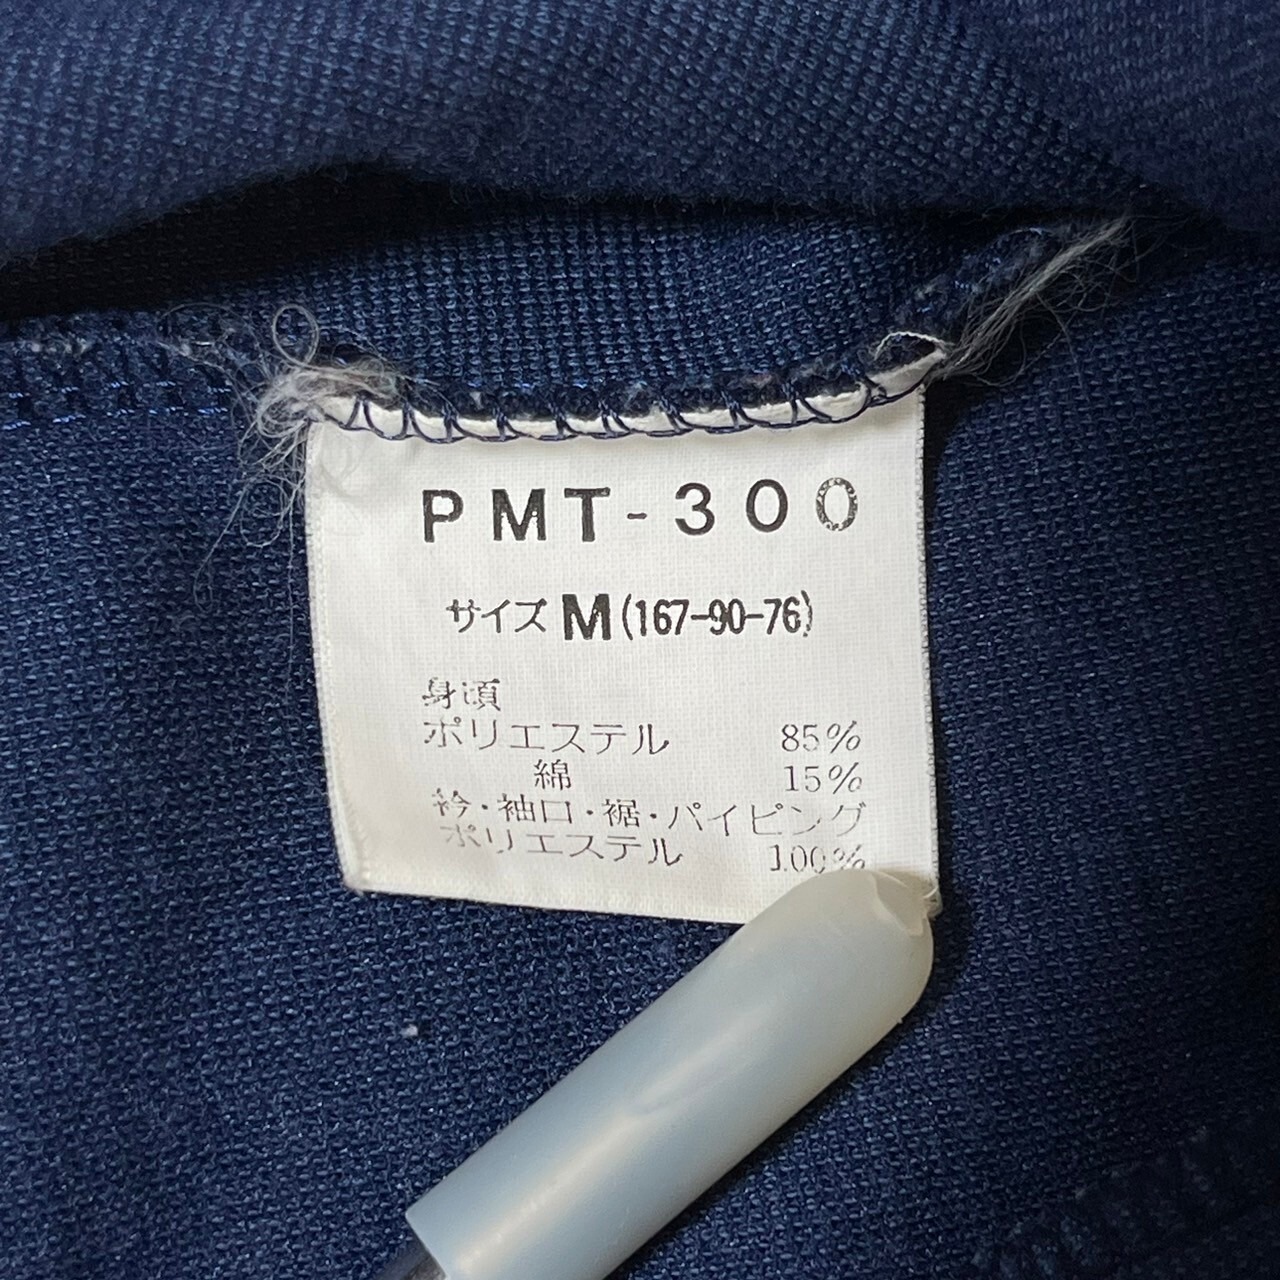 PMT-300
サイズ M(167-90-76)
身頃
ポリエステル 85%
綿 15%
衿・袖口・裾・パイピング
ポリエステル 100%